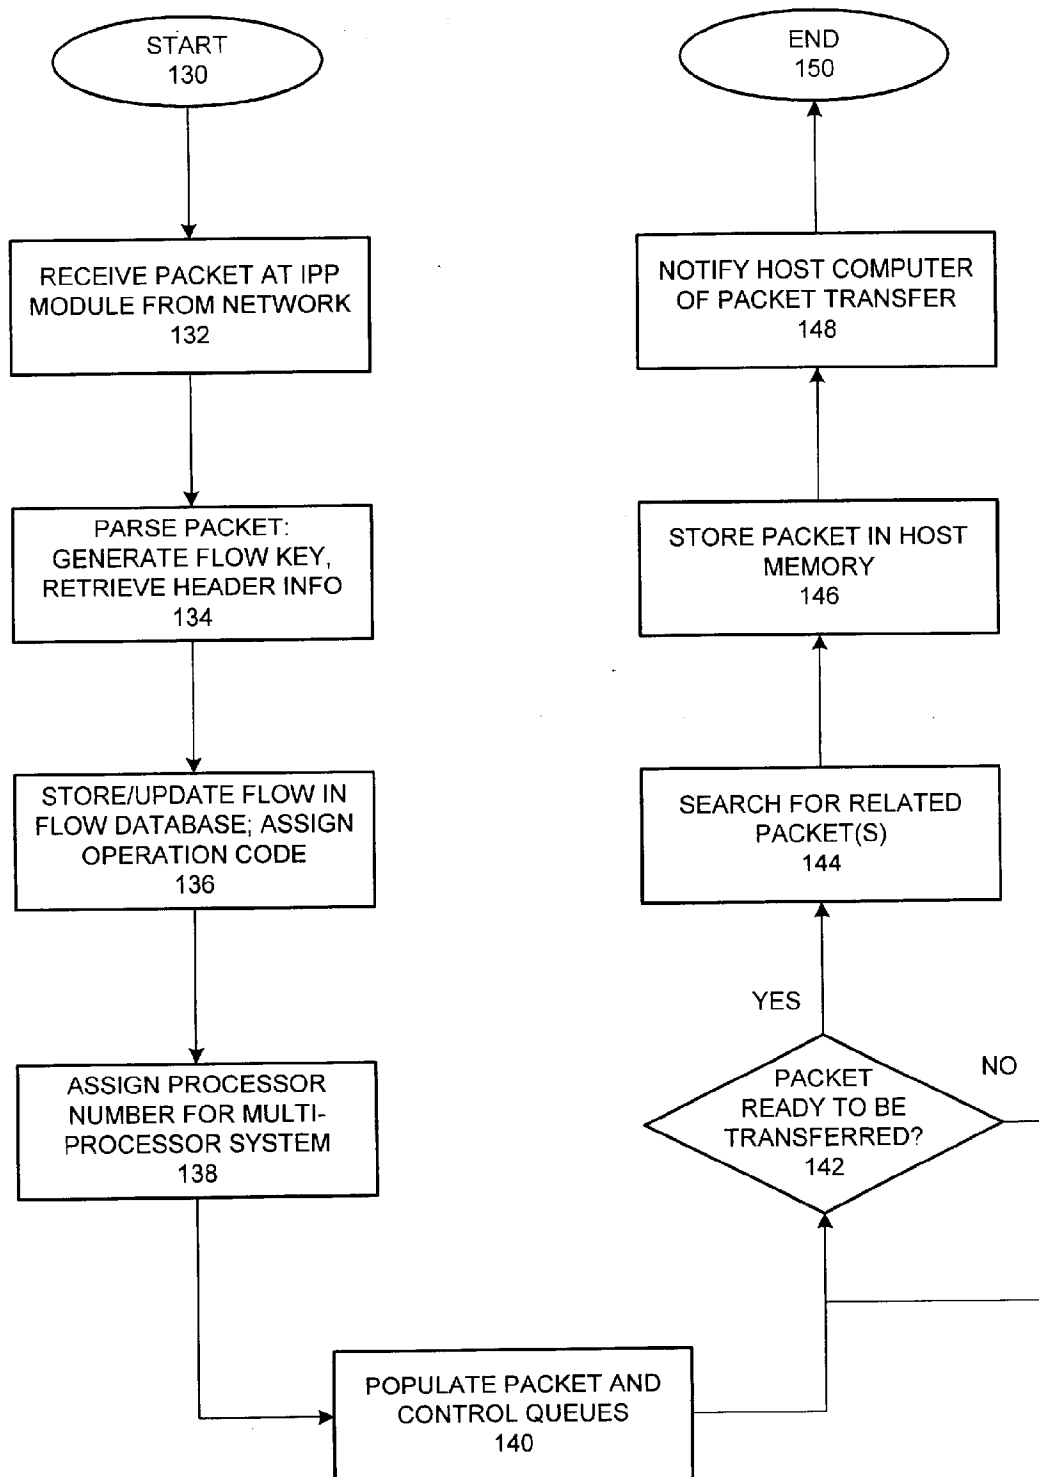 START
130
RECEIVE PACKET AT IPP
MODULE FROM NETWORK
132
PARSE PACKET:
GENERATE FLOW KEY,
RETRIEVE HEADER INFO
134
STORE/UPDATE FLOW IN
FLOW DATABASE; ASSIGN
OPERATION CODE
136
ASSIGN PROCESSOR
NUMBER FOR MULTI-
PROCESSOR SYSTEM
138
POPULATE PACKET AND
CONTROL QUEUES
140
PACKET
READY TO BE
TRANSFERRED?
142
NO
YES
SEARCH FOR RELATED
PACKET(S)
144
STORE PACKET IN HOST
MEMORY
146
NOTIFY HOST COMPUTER
OF PACKET TRANSFER
148
END
150